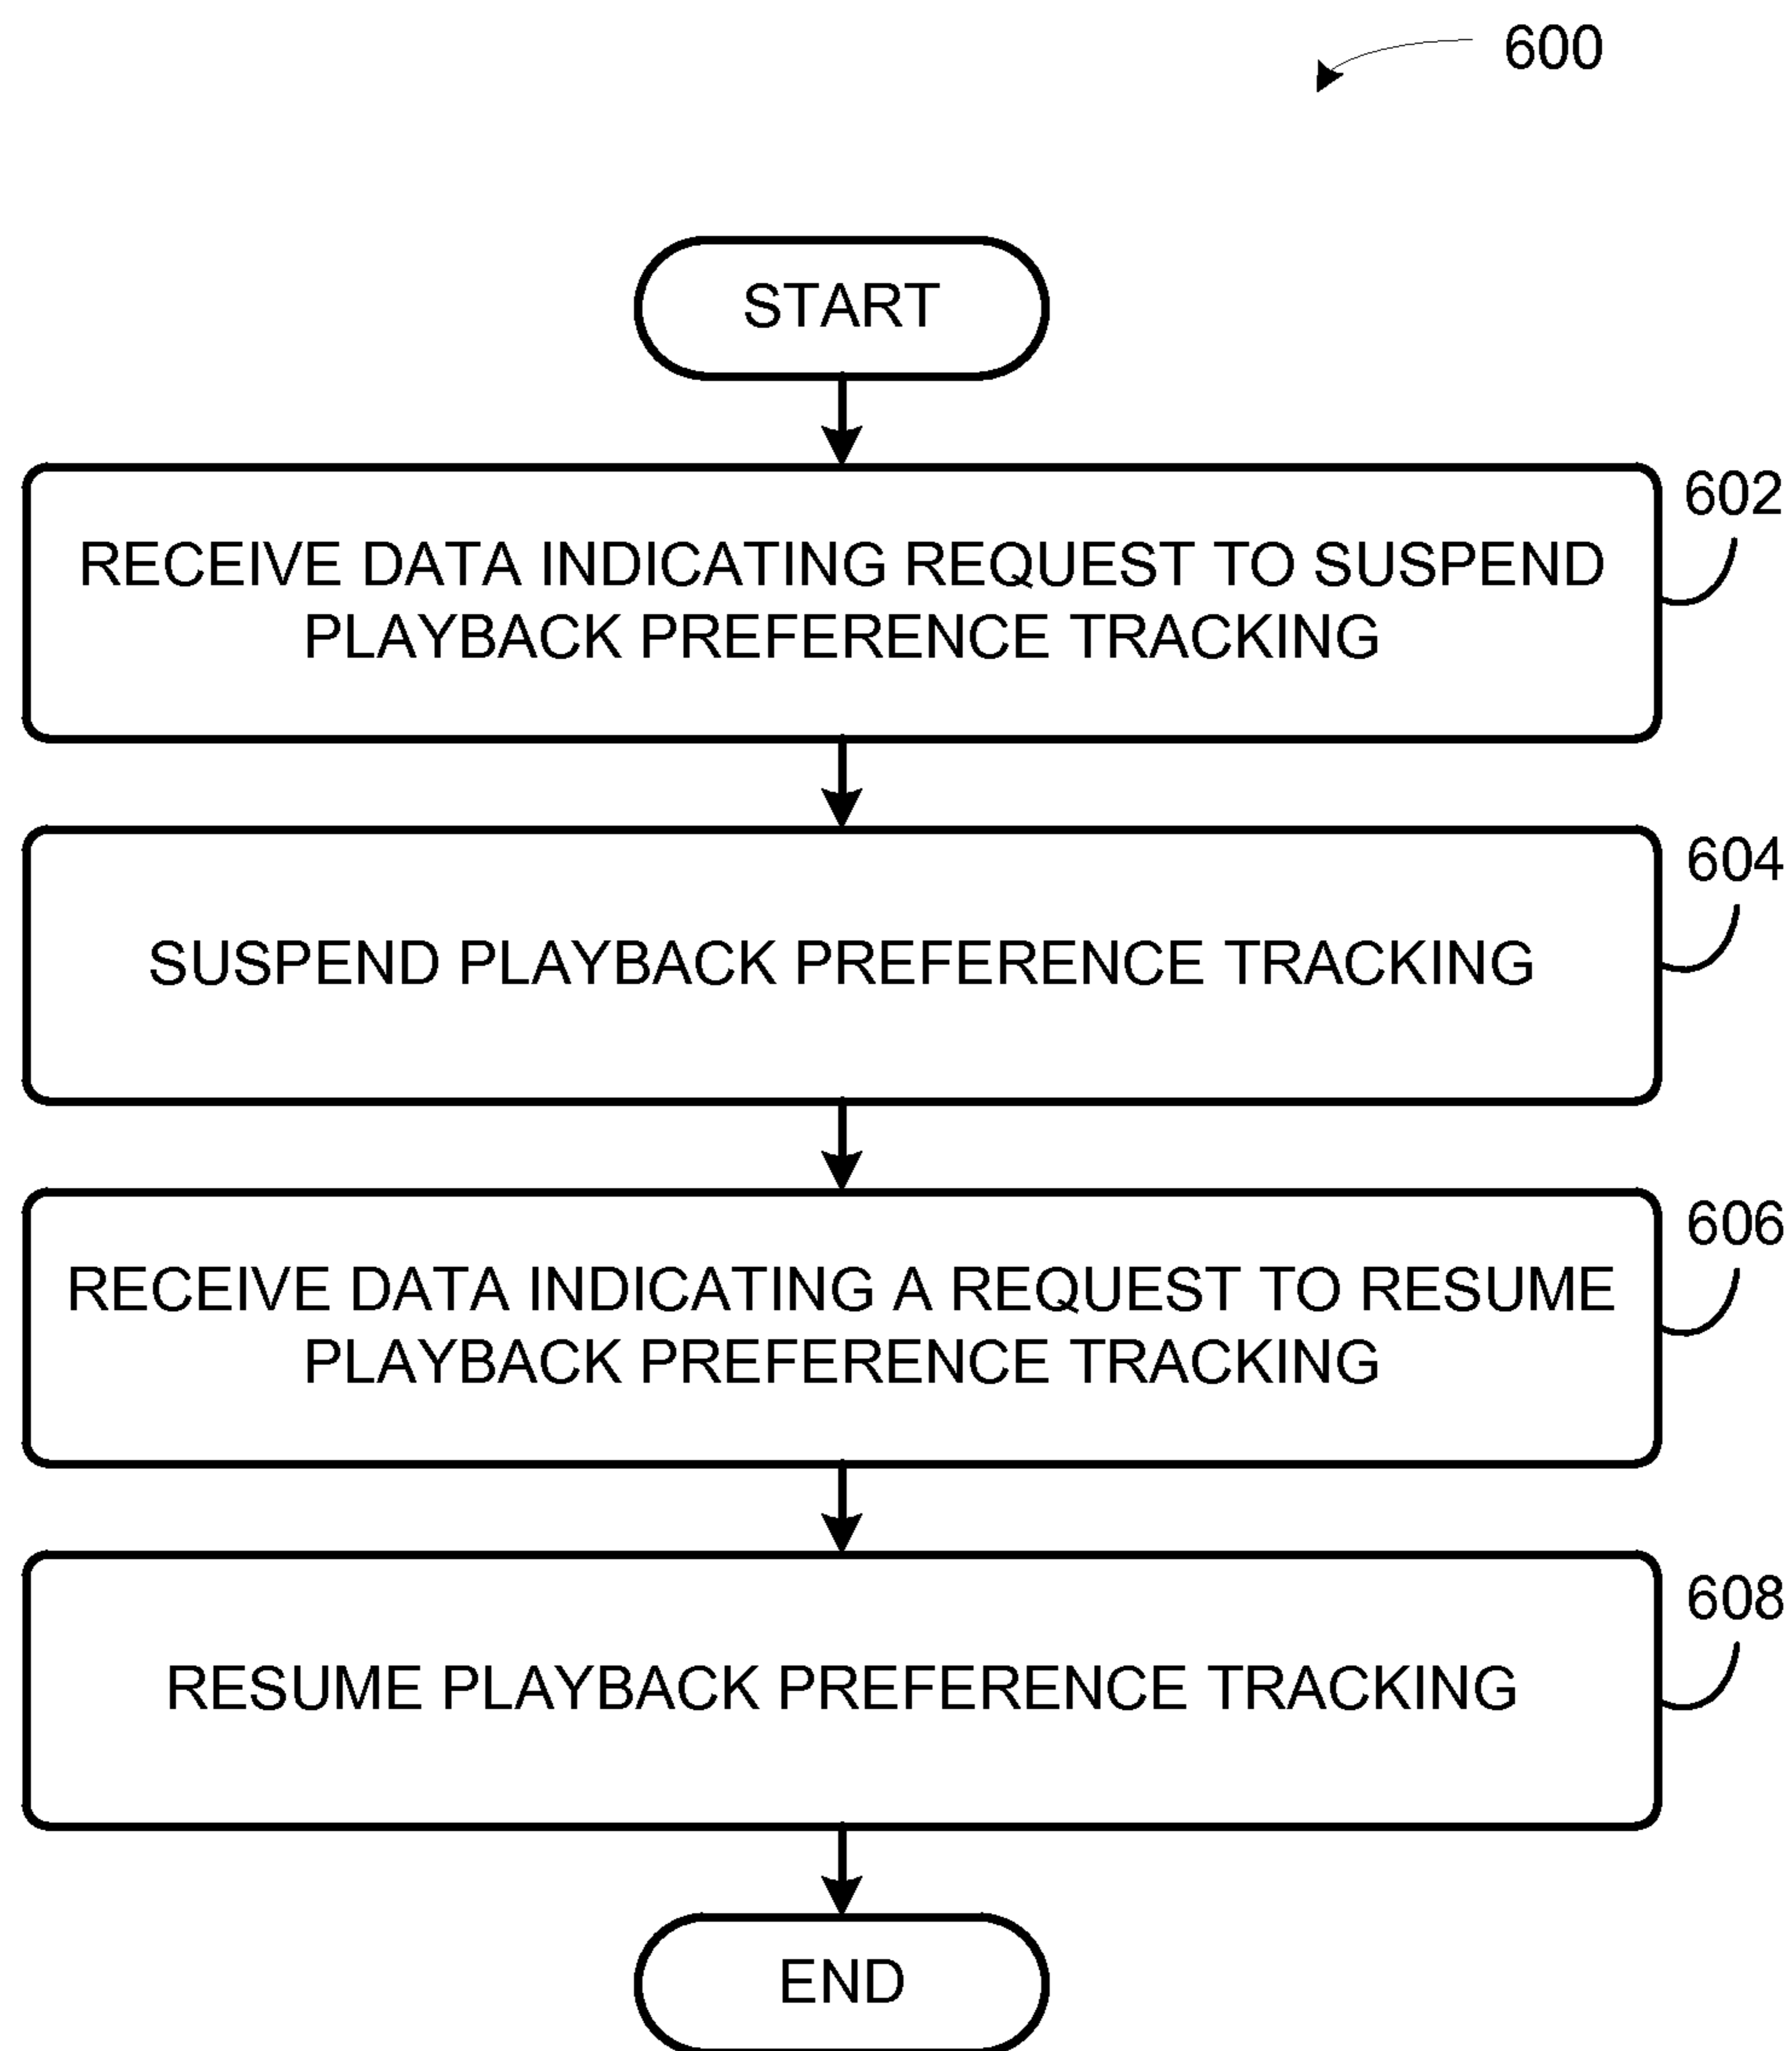 600
START
602
RECEIVE DATA INDICATING REQUEST TO SUSPEND
PLAYBACK PREFERENCE TRACKING
604
SUSPEND PLAYBACK PREFERENCE TRACKING
606
RECEIVE DATA INDICATING A REQUEST TO RESUME
PLAYBACK PREFERENCE TRACKING
608
RESUME PLAYBACK PREFERENCE TRACKING
END